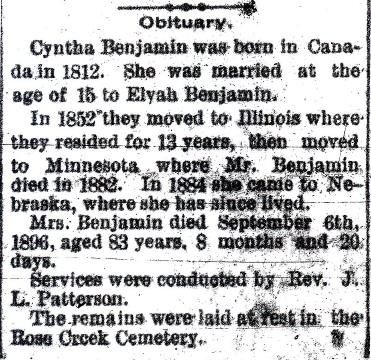 Obituary.
Cyntha Benjamin was born in Cana-
da in 1812. She was married at the
age of 15 to Elyah Benjamin.
In 1852 they moved to Illinois where
they resided for 13 years, then moved
to Minnesota where Mr. Benjamin
died in 1882. In 1884 she came to Ne-
braska, where she has since lived.
Mrs. Benjamin died September 6th,
1896, aged 83 years, 8 months and 20
days.
Services were conducted by Rev. J.
L. Patterson.
The remains were laid at rest in the
Rose Creek Cemetery.